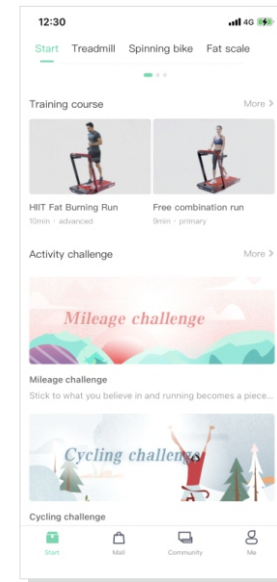 12:30
4G
Start Treadmill Spinning bike Fat scale
Training course More >
HIIT Fat Burning Run Free combination run
10min · advanced 9min · primary
Activity challenge More >
Mileage challenge
Mileage challenge
Stick to what you believe in and running becomes a piece...
Cycling challenge
Cycling challenge
Start Mall Community Me